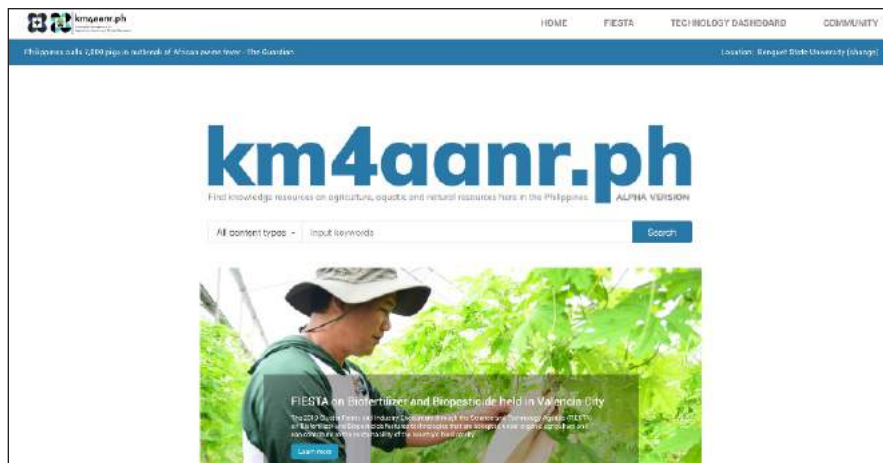 km4aanr.ph
HOME FIESTA TECHNOLOGY DASHBOARD COMMUNITY
Philippines culls 7,000 pigs in outbreak of African swine fever - The Guardian
Location: Benguet State University (change)
km4aanr.ph
Find knowledge resources on agriculture, aquatic and natural resources here in the Philippines. ALPHA VERSION
All content types Input keywords Search
FIESTA on Biofertilizer and Biopesticide held in Valencia City
Learn more